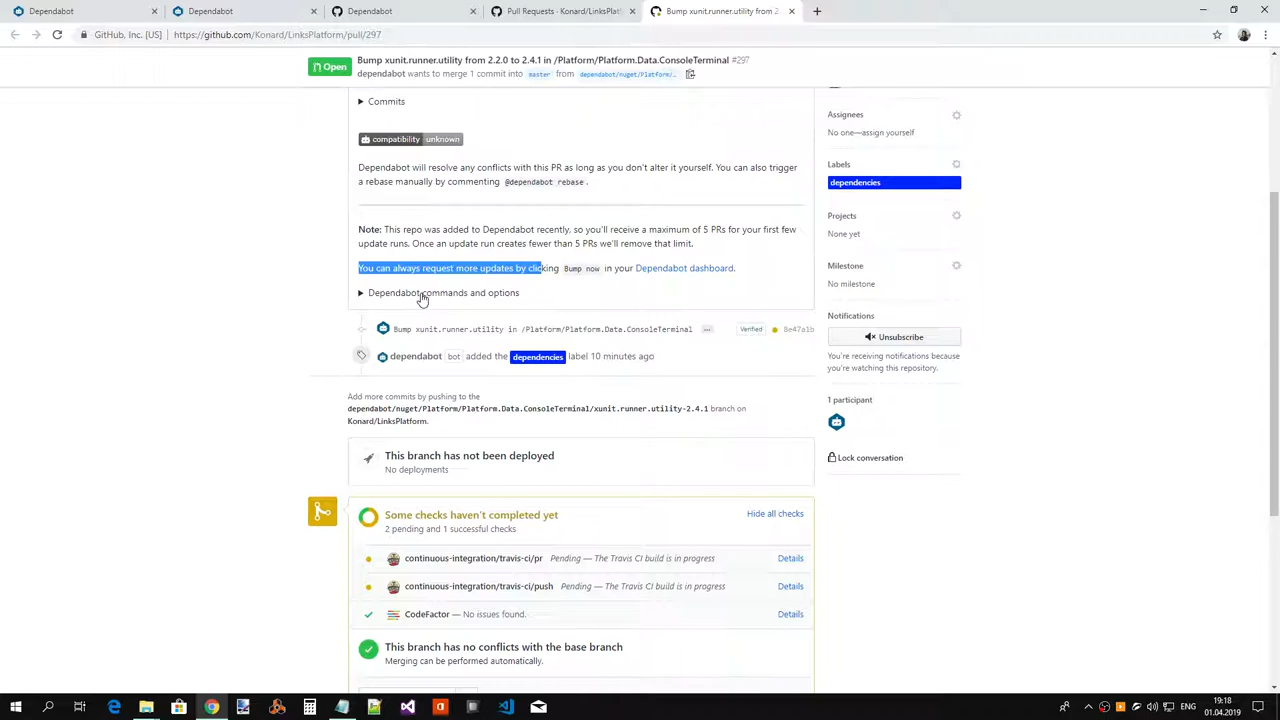 Dependabot
Dependabot
Dependabot
Pull Requests - Konard/LinksPlatf
Bump xunit.runner.utility from 2.2
GitHub, Inc. [US]
https://github.com/Konard/LinksPlatform/pull/297
Open
Bump xunit.runner.utility from 2.2.0 to 2.4.1 in /Platform/Platform.Data.ConsoleTerminal #297
dependabot wants to merge 1 commit into master from dependabot/nuget/Platform/…
Commits
compatibility unknown
Dependabot will resolve any conflicts with this PR as long as you don't alter it yourself. You can also trigger
a rebase manually by commenting @dependabot rebase.
Note: This repo was added to Dependabot recently, so you'll receive a maximum of 5 PRs for your first few
update runs. Once an update run creates fewer than 5 PRs we'll remove that limit.
You can always request more updates by clicking Bump now in your Dependabot dashboard.
Dependabot commands and options
Bump xunit.runner.utility in /Platform/Platform.Data.ConsoleTerminal
…
Verified
8e47a1b
dependabot bot added the dependencies label 10 minutes ago
Add more commits by pushing to the
dependabot/nuget/Platform/Platform.Data.ConsoleTerminal/xunit.runner.utility-2.4.1 branch on
Konard/LinksPlatform.
This branch has not been deployed
No deployments
Some checks haven't completed yet
Hide all checks
2 pending and 1 successful checks
continuous-integration/travis-ci/pr Pending — The Travis CI build is in progress
Details
continuous-integration/travis-ci/push Pending — The Travis CI build is in progress
Details
CodeFactor — No issues found.
Details
This branch has no conflicts with the base branch
Merging can be performed automatically.
Assignees
No one—assign yourself
Labels
dependencies
Projects
None yet
Milestone
No milestone
Notifications
Unsubscribe
You're receiving notifications because
you're watching this repository.
1 participant
Lock conversation
ENG
19:18
01.04.2019